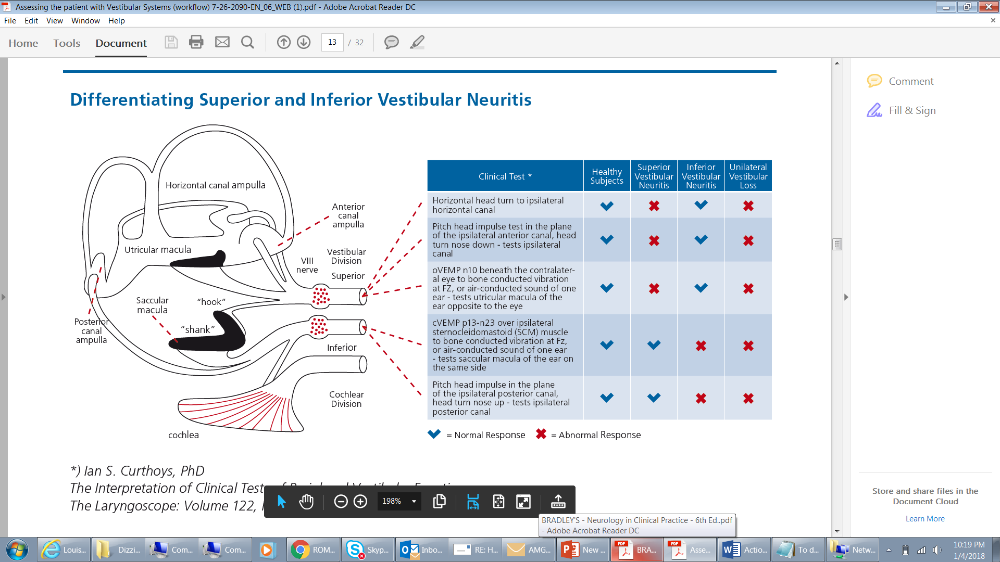 Assessing the patient with Vestibular Systems (workflow) 7-26-2090-EN_06_WEB (1).pdf - Adobe Acrobat Reader DC
File Edit View Window Help
Home Tools Document 13 / 32
Comment
Fill & Sign
Differentiating Superior and Inferior Vestibular Neuritis
Horizontal canal ampulla
Anterior
canal
ampulla
Utricular macula
VIII
nerve
Vestibular
Division
Superior
Saccular
macula
"hook"
"shank"
Posterior
canal
ampulla
Inferior
Cochlear
Division
cochlea
Clinical Test *
Healthy
Subjects
Superior
Vestibular
Neuritis
Inferior
Vestibular
Neuritis
Unilateral
Vestibular
Loss
Horizontal head turn to ipsilateral
horizontal canal
Pitch head impulse test in the plane
of the ipsilateral anterior canal, head
turn nose down - tests ipsilateral
canal
oVEMP n10 beneath the contralater-
al eye to bone conducted vibration
at FZ, or air-conducted sound of one
ear - tests utricular macula of the
ear opposite to the eye
cVEMP p13-n23 over ipsilateral
sternocleidomastoid (SCM) muscle
to bone conducted vibration at Fz,
or air-conducted sound of one ear
- tests saccular macula of the ear on
the same side
Pitch head impulse in the plane
of the ipsilateral posterior canal,
head turn nose up - tests ipsilateral
posterior canal
= Normal Response = Abnormal Response
*) Ian S. Curthoys, PhD
The Interpretation of Clinical Tests of Peripheral Vestibular Function
The Laryngoscope: Volume 122,
198%
BRADLEY'S - Neurology in Clinical Practice - 6th Ed..pdf
- Adobe Acrobat Reader DC
Store and share files in the
Document Cloud
Learn More
Louis... Dizzi... Com... Com... ROM... Skyp... Inbo... RE: H... AMG... New ... BRA... Asse... Actio... To d... Netw...
10:19 PM
1/4/2018